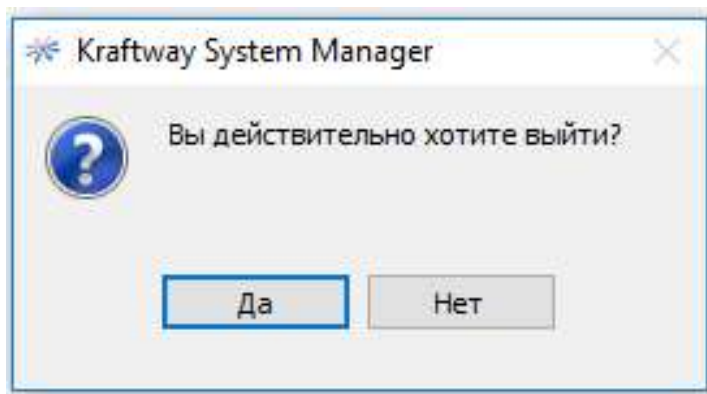 Kraftway System Manager
Вы действительно хотите выйти?
Да
Нет